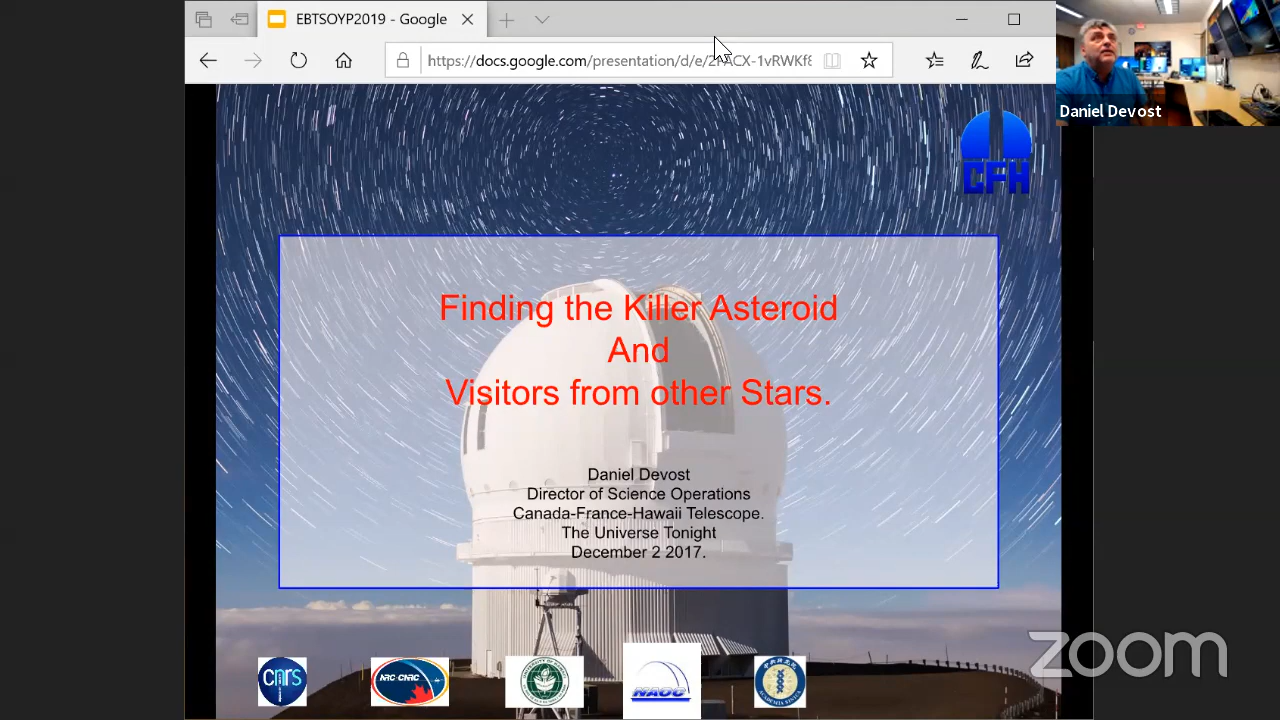 EBTSOYP2019 - Google
https://docs.google.com/presentation/d/e/2
Daniel Devost
CFH
Finding the Killer Asteroid
And
Visitors from other Stars.
Daniel Devost
Director of Science Operations
Canada-France-Hawaii Telescope.
The Universe Tonight
December 2 2017.
cnrs
NRC-CNRC
NAOC
zoom